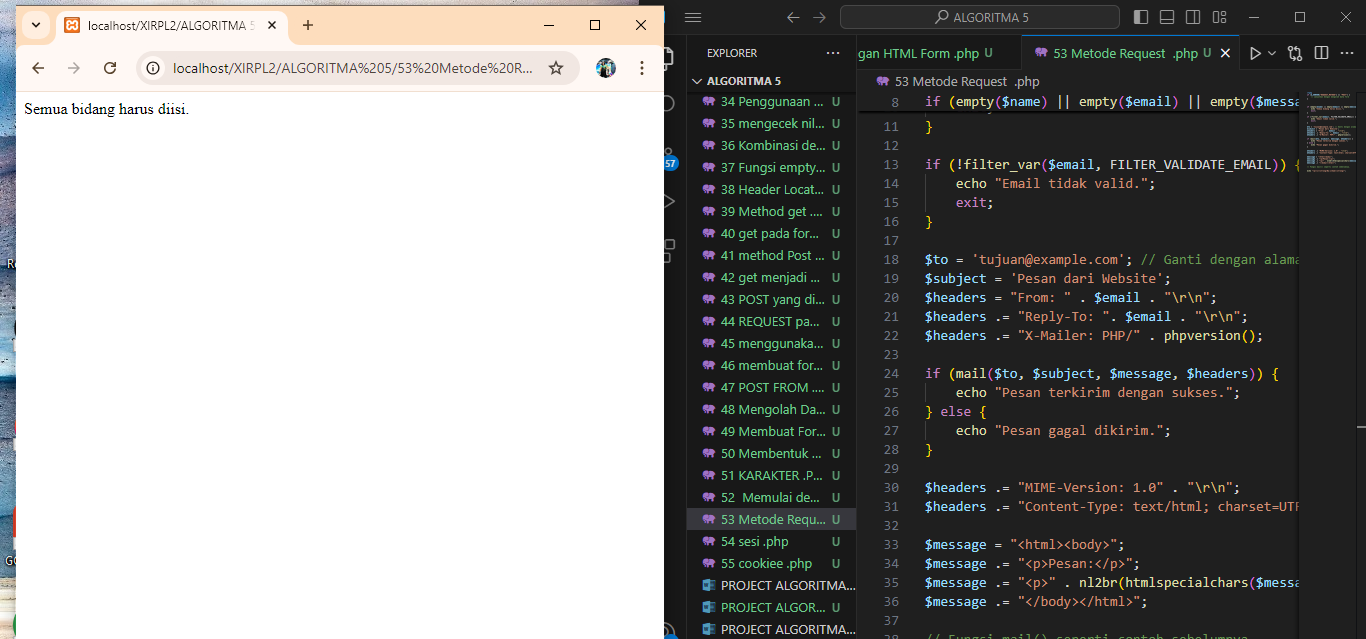 localhost/XIRPL2/ALGORITMA 5
localhost/XIRPL2/ALGORITMA%205/53%20Metode%20R...
Semua bidang harus diisi.
ALGORITMA 5
57
EXPLORER
ALGORITMA 5
34 Penggunaan ... U
35 mengecek nil... U
36 Kombinasi de... U
37 Fungsi empty... U
38 Header Locat... U
39 Method get .... U
40 get pada for... U
41 method Post ... U
42 get menjadi ... U
43 POST yang di... U
44 REQUEST pa... U
45 menggunaka... U
46 membuat for... U
47 POST FROM .... U
48 Mengolah Da... U
49 Membuat For... U
50 Membentuk ... U
51 KARAKTER .P... U
52  Memulai de... U
53 Metode Requ... U
54 sesi .php U
55 cookiee .php U
PROJECT ALGORITMA...
PROJECT ALGOR... U
PROJECT ALGORITMA...
gan HTML Form .php U
53 Metode Request  .php U
53 Metode Request  .php
8 if (empty($name) || empty($email) || empty($messa
11 }
12
13 if (!filter_var($email, FILTER_VALIDATE_EMAIL)) {
14     echo "Email tidak valid.";
15     exit;
16 }
17
18 $to = 'tujuan@example.com'; // Ganti dengan alama
19 $subject = 'Pesan dari Website';
20 $headers = "From: " . $email . "\r\n";
21 $headers .= "Reply-To: ". $email . "\r\n";
22 $headers .= "X-Mailer: PHP/" . phpversion();
23
24 if (mail($to, $subject, $message, $headers)) {
25     echo "Pesan terkirim dengan sukses.";
26 } else {
27     echo "Pesan gagal dikirim.";
28 }
29
30 $headers .= "MIME-Version: 1.0" . "\r\n";
31 $headers .= "Content-Type: text/html; charset=UTF
32
33 $message = "<html><body>";
34 $message .= "<p>Pesan:</p>";
35 $message .= "<p>" . nl2br(htmlspecialchars($messa
36 $message .= "</body></html>";
37
38 // Fungsi mail() seperti contoh sebelumnya